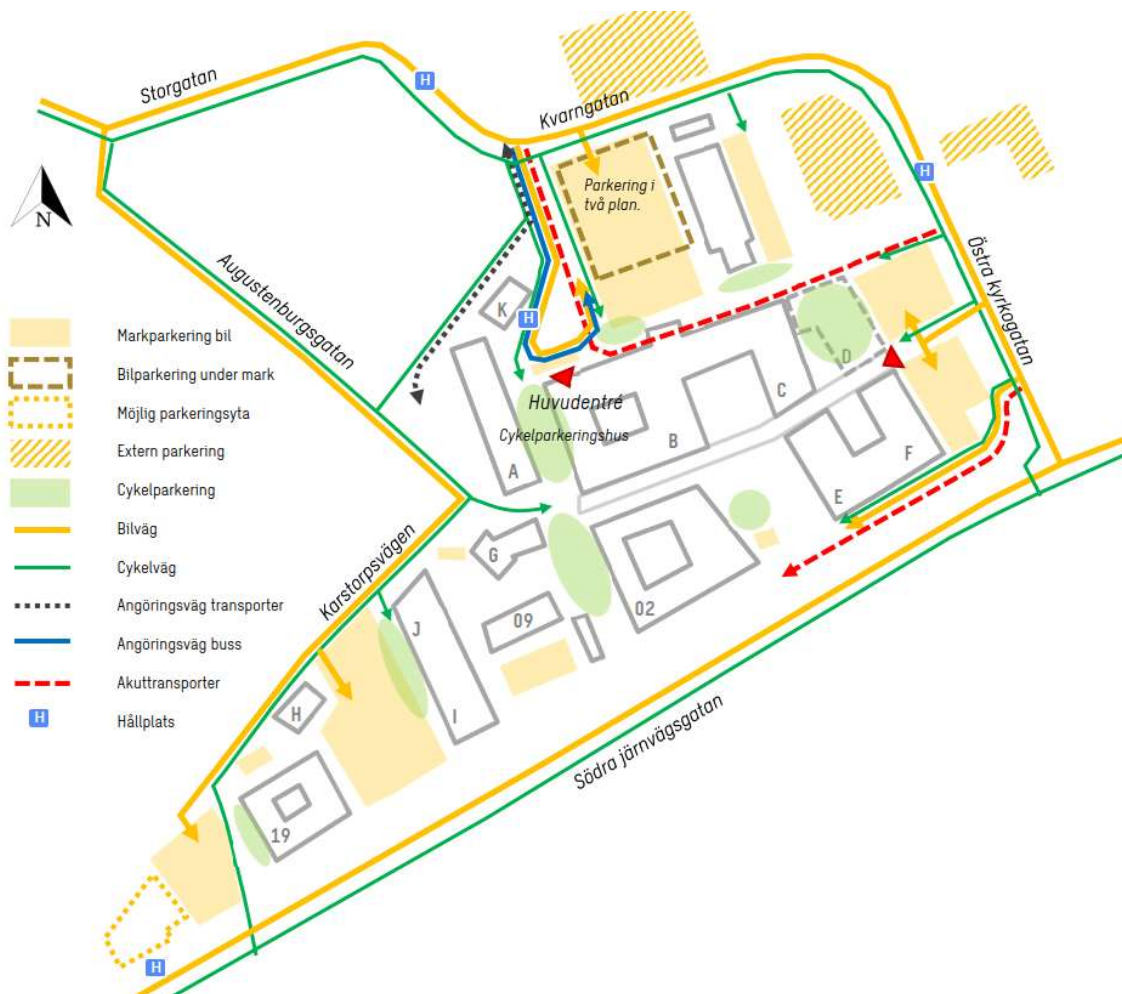 Storgatan
H
Kvarngatan
Parkering i
två plan.
H
N
Augustenburgsgatan
Östra kyrkogatan
K
H
D
Huvudentré
Cykelparkeringshus
A
B
C
F
E
G
Karstorpsvägen
09
02
J
I
H
19
Södra järnvägsgatan
H
Markparkering bil
Bilparkering under mark
Möjlig parkeringsyta
Extern parkering
Cykelparkering
Bilväg
Cykelväg
Angöringsväg transporter
Angöringsväg buss
Akuttransporter
H Hållplats